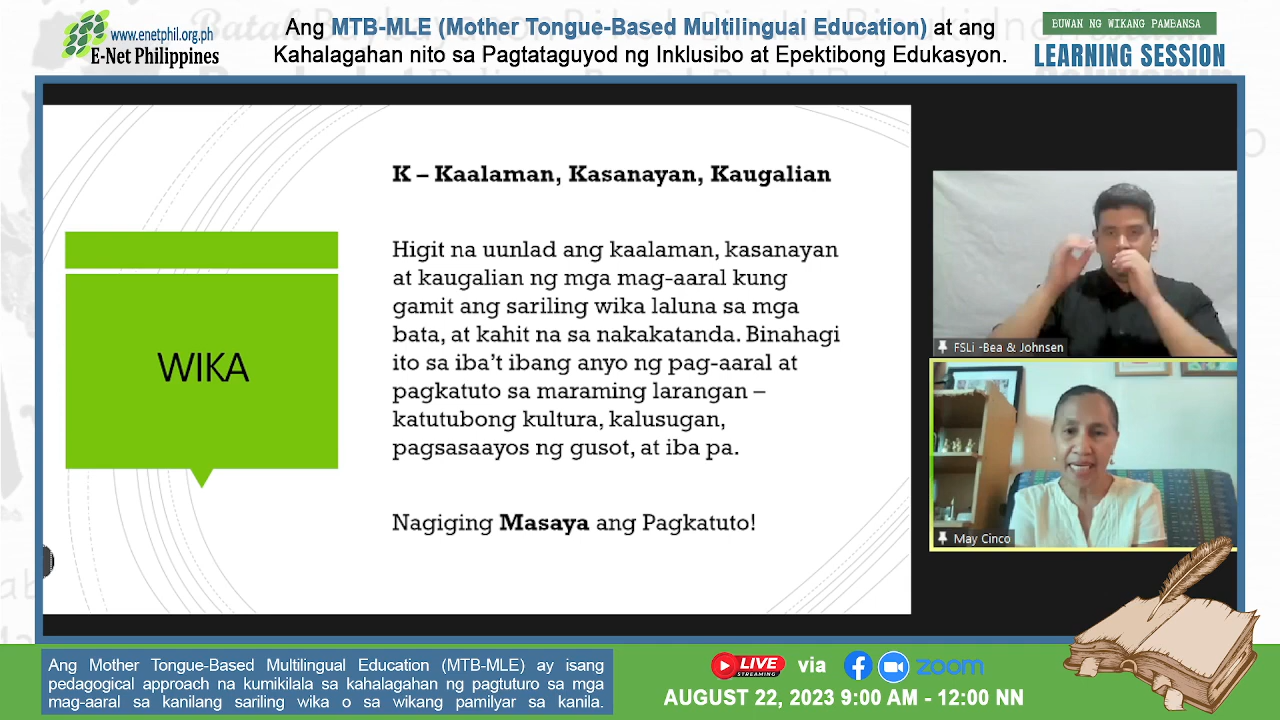 www.enetphil.org.ph
E-Net Philippines
Ang MTB-MLE (Mother Tongue-Based Multilingual Education) at ang
Kahalagahan nito sa Pagtataguyod ng Inklusibo at Epektibong Edukasyon.
BUWAN NG WIKANG PAMBANSA
LEARNING SESSION
WIKA
K – Kaalaman, Kasanayan, Kaugalian
Higit na uunlad ang kaalaman, kasanayan
at kaugalian ng mga mag-aaral kung
gamit ang sariling wika laluna sa mga
bata, at kahit na sa nakakatanda. Binahagi
ito sa iba't ibang anyo ng pag-aaral at
pagkatuto sa maraming larangan –
katutubong kultura, kalusugan,
pagsasaayos ng gusot, at iba pa.
Nagiging Masaya ang Pagkatuto!
FSLi -Bea & Johnsen
May Cinco
Ang Mother Tongue-Based Multilingual Education (MTB-MLE) ay isang
pedagogical approach na kumikilala sa kahalagahan ng pagtuturo sa mga
mag-aaral sa kanilang sariling wika o sa wikang pamilyar sa kanila.
LIVE
STREAMING
via
zoom
AUGUST 22, 2023 9:00 AM - 12:00 NN